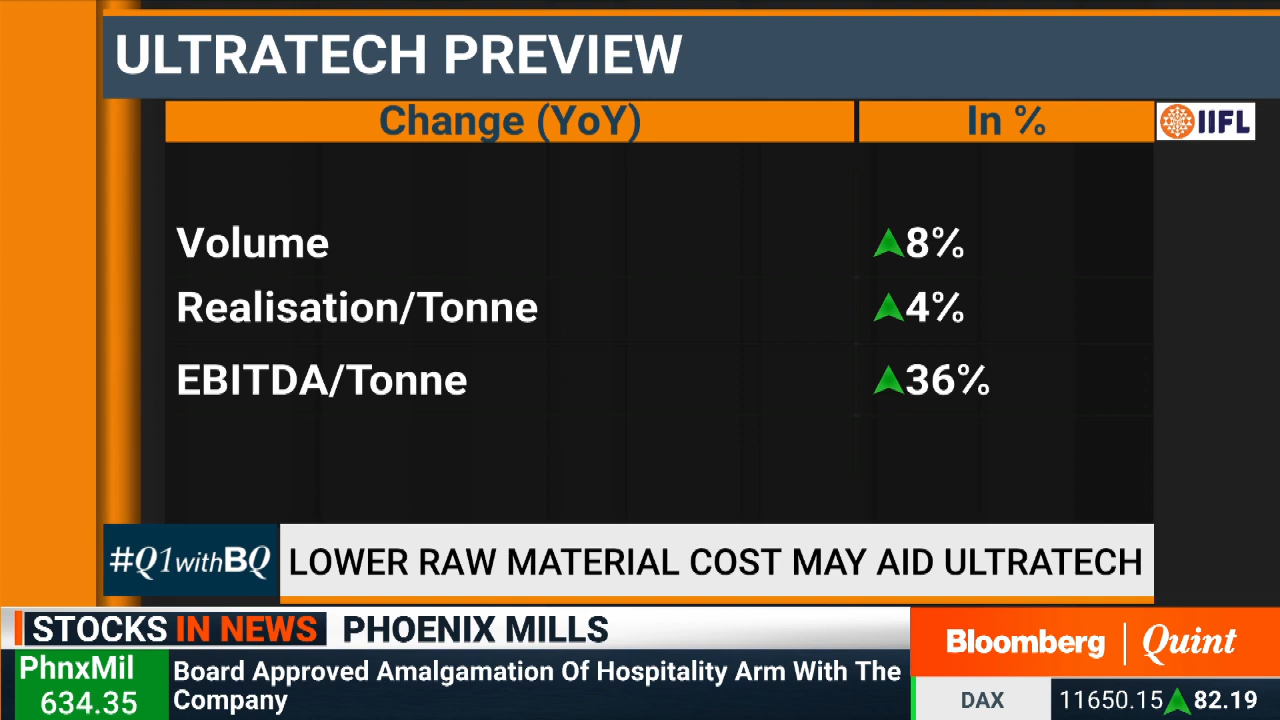 ULTRATECH PREVIEW
Change (YoY) In %
IIFL
Volume 8%
Realisation/Tonne 4%
EBITDA/Tonne 36%
#Q1withBQ LOWER RAW MATERIAL COST MAY AID ULTRATECH
STOCKS IN NEWS PHOENIX MILLS
PhnxMil
634.35
Board Approved Amalgamation Of Hospitality Arm With The
Company
Bloomberg | Quint
DAX 11650.15 82.19